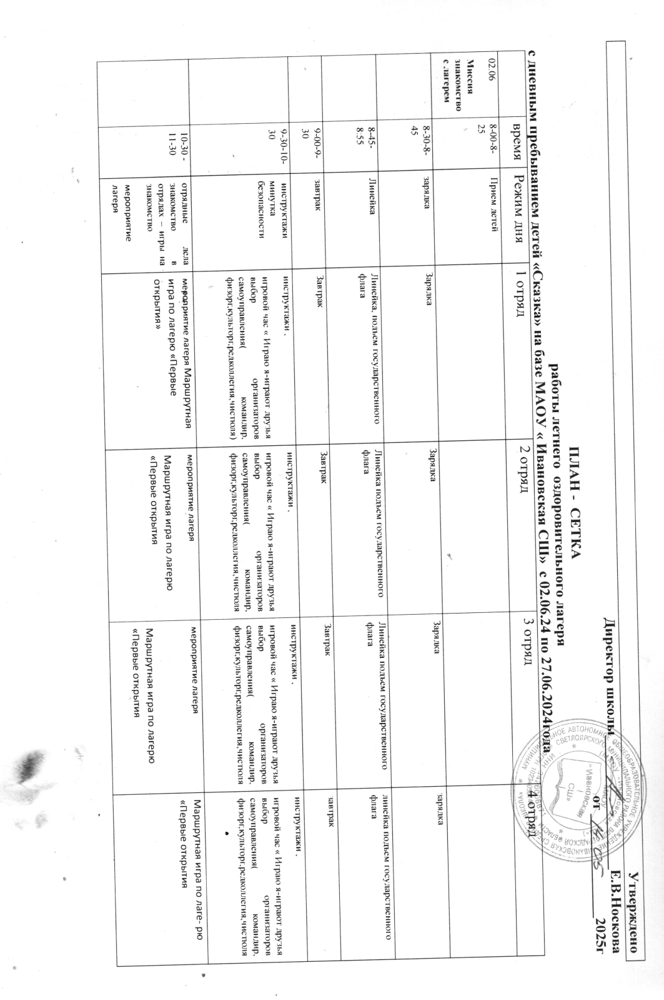 Утверждено
Директор школы Е.В.Носкова
от 05 2025г
ПЛАН - СЕТКА
работы летнего оздоровительного лагеря
с дневным пребыванием детей «Сказка» на базе МАОУ « Ивановская СШ» с 02.06.24 по 27.06.2024года
время Режим дня 1 отряд 2 отряд 3 отряд 4 отряд
02.06
Миссия
знакомство
с лагерем
8-00-8-
25
Прием детей
8-30-8-
45
зарядка
Зарядка
Зарядка
Зарядка
зарядка
8-45-
8:55
Линейка
Линейка, подъем государственного
флага
Линейка подъем государственного
флага
Линейка подъем государственного
флага
линейка подъем государственного
флага
9-00-9-
30
завтрак
Завтрак
Завтрак
Завтрак
завтрак
9-30-10-
30
инструктажи
минутка
безопасности
инструктажи ,
игровой час « Играю я-играют друзья
выбор организаторов
самоуправления( командир,
физорг,культорг,редколлегия,чистюля)
инструктажи ,
игровой час « Играю я-играют друзья
выбор организаторов
самоуправления( командир,
физорг,культорг,редколлегия,чистюля
инструктажи ,
игровой час « Играю я-играют друзья
выбор организаторов
самоуправления( командир,
физорг,культорг,редколлегия,чистюля
инструктажи ,
игровой час « Играю я-играют друзья
выбор организаторов
самоуправления( командир,
физорг,культорг,редколлегия,чистюля
10-30 -
11-30
отрядные дела
знакомство в
отрядах – игры на
знакомство
мероприятие
лагеря
мероприятие лагеря Маршрутная
игра по лагерю «Первые
открытия»
мероприятие лагеря
Маршрутная игра по лагерю
«Первые открытия
мероприятие лагеря
Маршрутная игра по лагерю
«Первые открытия
Маршрутная игра по лаге- рю
«Первые открытия
"Ивановская
СШ"